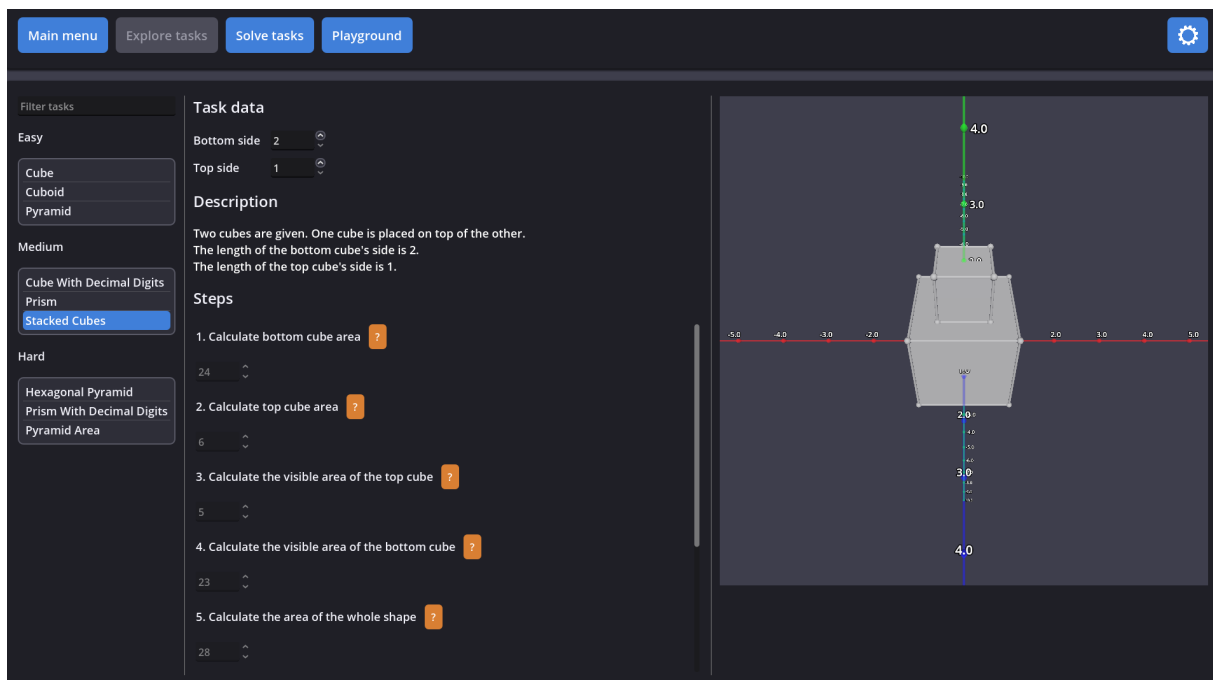 Main menu
Explore tasks
Solve tasks
Playground
Filter tasks
Easy
Cube
Cuboid
Pyramid
Medium
Cube With Decimal Digits
Prism
Stacked Cubes
Hard
Hexagonal Pyramid
Prism With Decimal Digits
Pyramid Area
Task data
Bottom side 2
Top side 1
Description
Two cubes are given. One cube is placed on top of the other.
The length of the bottom cube's side is 2.
The length of the top cube's side is 1.
Steps
1. Calculate bottom cube area ?
24
2. Calculate top cube area ?
6
3. Calculate the visible area of the top cube ?
5
4. Calculate the visible area of the bottom cube ?
23
5. Calculate the area of the whole shape ?
28
4.0
3.0
2.0
-5.0 -4.0 -3.0 -2.0 2.0 3.0 4.0 5.0
2.0
3.0
4.0